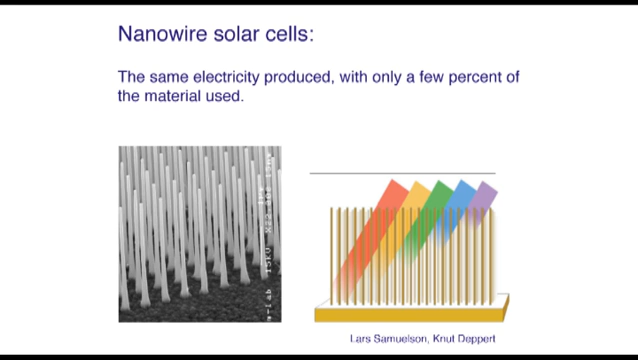 Nanowire solar cells:
The same electricity produced, with only a few percent of
the material used.
Lars Samuelson, Knut Deppert